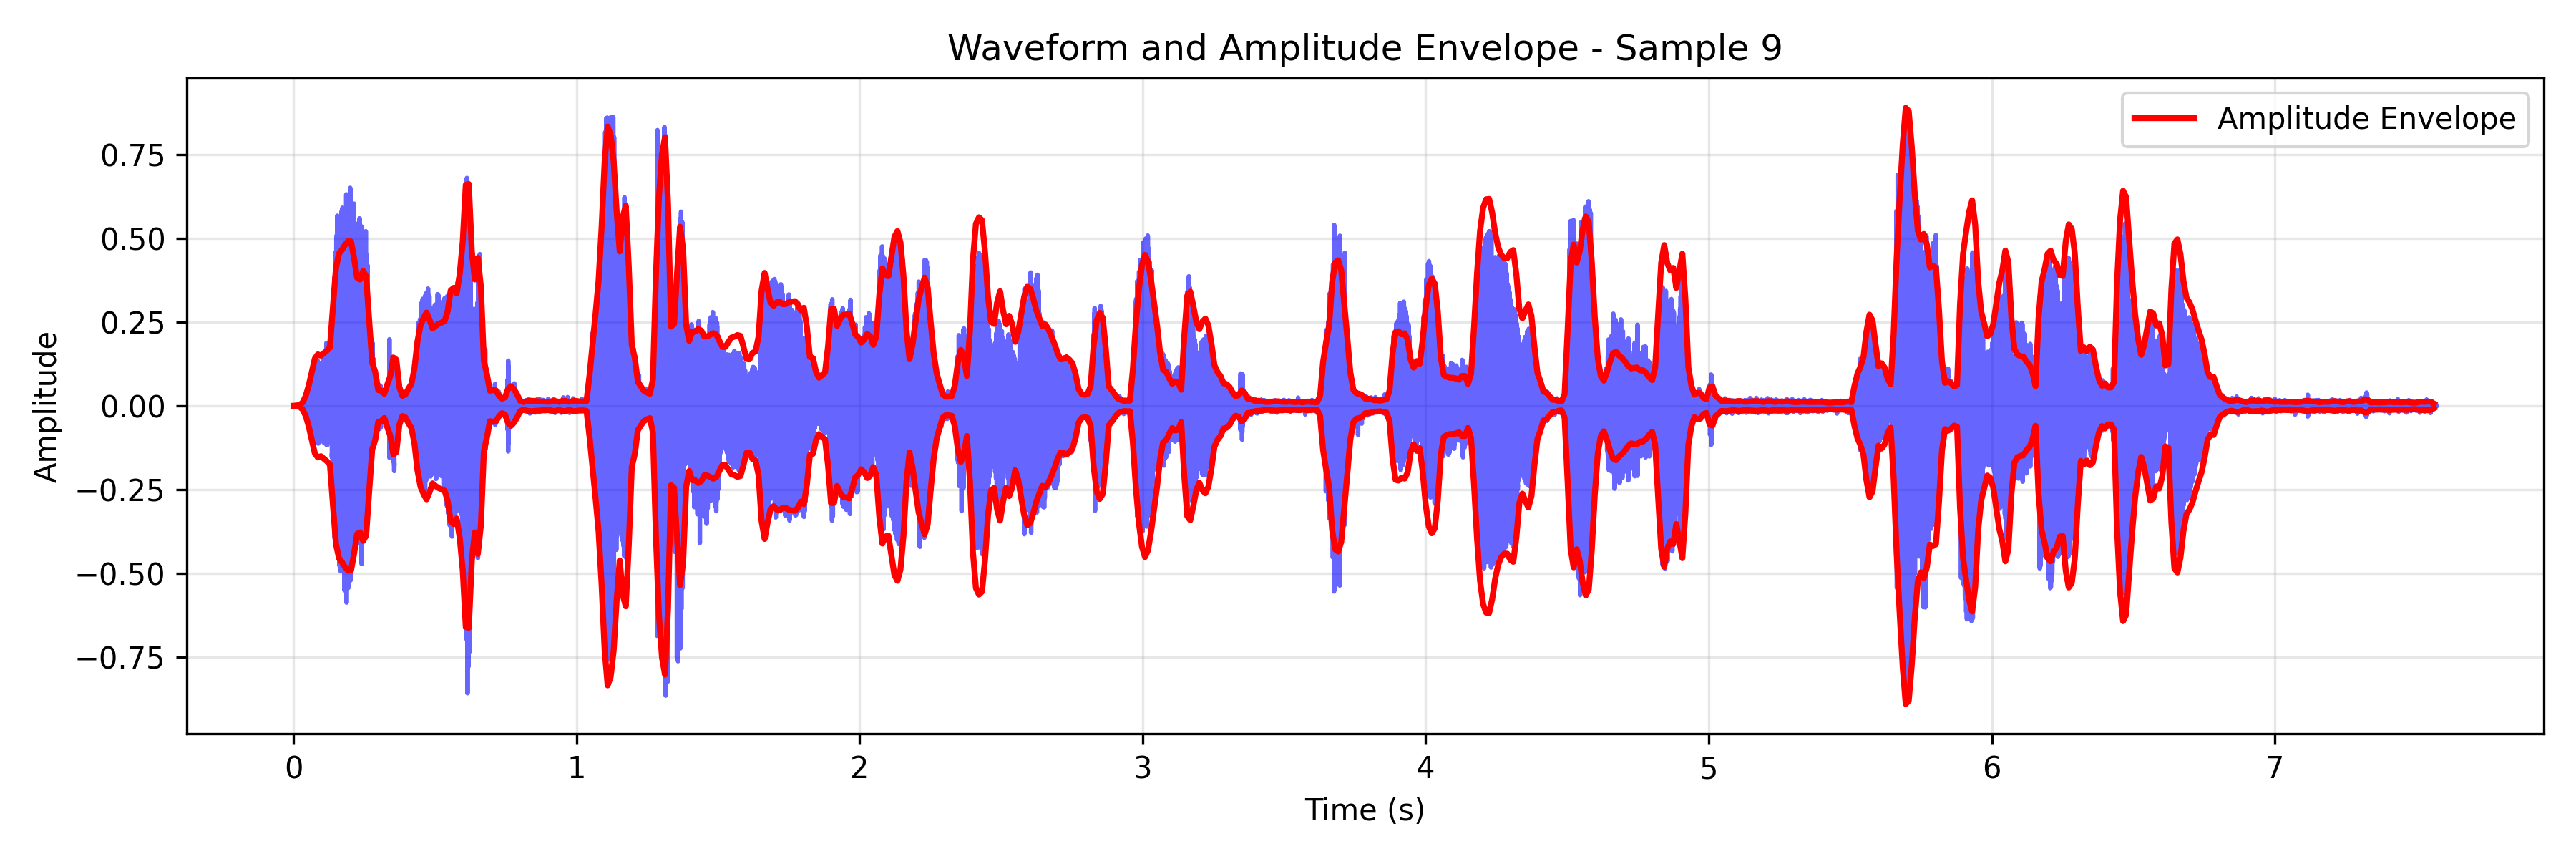 Waveform and Amplitude Envelope - Sample 9
Amplitude Envelope
Amplitude
0.75
0.50
0.25
0.00
−0.25
−0.50
−0.75
0 1 2 3 4 5 6 7
Time (s)